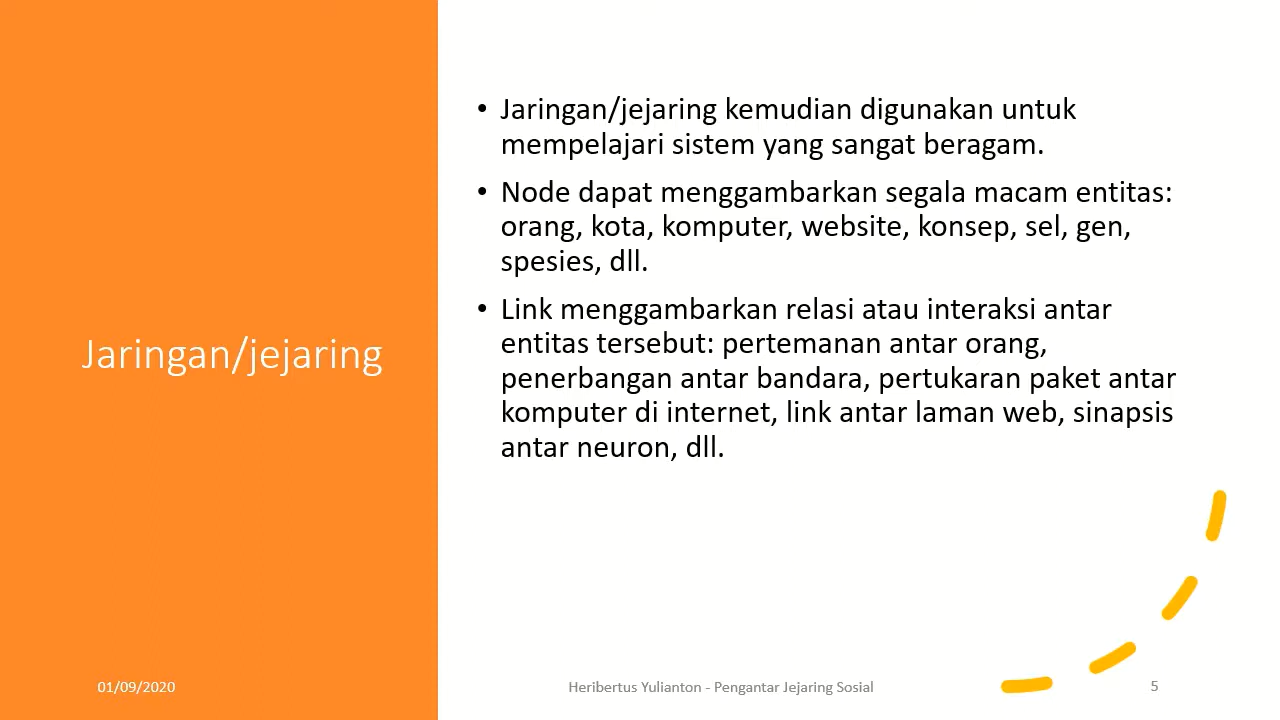 Jaringan/jejaring
• Jaringan/jejaring kemudian digunakan untuk
mempelajari sistem yang sangat beragam.
• Node dapat menggambarkan segala macam entitas:
orang, kota, komputer, website, konsep, sel, gen,
spesies, dll.
• Link menggambarkan relasi atau interaksi antar
entitas tersebut: pertemanan antar orang,
penerbangan antar bandara, pertukaran paket antar
komputer di internet, link antar laman web, sinapsis
antar neuron, dll.
01/09/2020
Heribertus Yulianton - Pengantar Jejaring Sosial
5